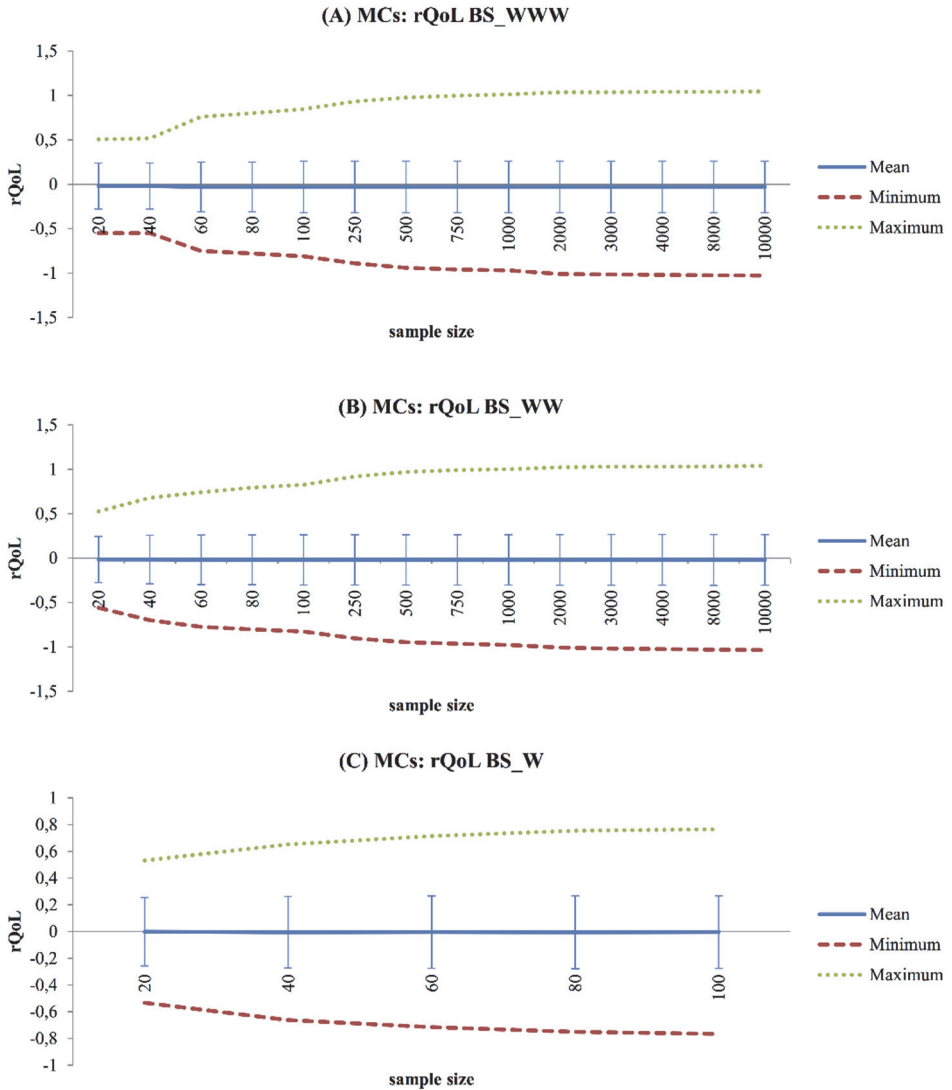 (A) MCs: rQoL BS_WWW
1,5
1
0,5
0
-0,5
-1
-1,5
rQoL
20 40 60 80 100 250 500 750 1000 2000 3000 4000 8000 10000
sample size
Mean
Minimum
Maximum
(B) MCs: rQoL BS_WW
1,5
1
0,5
0
-0,5
-1
-1,5
rQoL
20 40 60 80 100 250 500 750 1000 2000 3000 4000 8000 10000
sample size
Mean
Minimum
Maximum
(C) MCs: rQoL BS_W
1
0,8
0,6
0,4
0,2
0
-0,2
-0,4
-0,6
-0,8
-1
rQoL
20 40 60 80 100
sample size
Mean
Minimum
Maximum